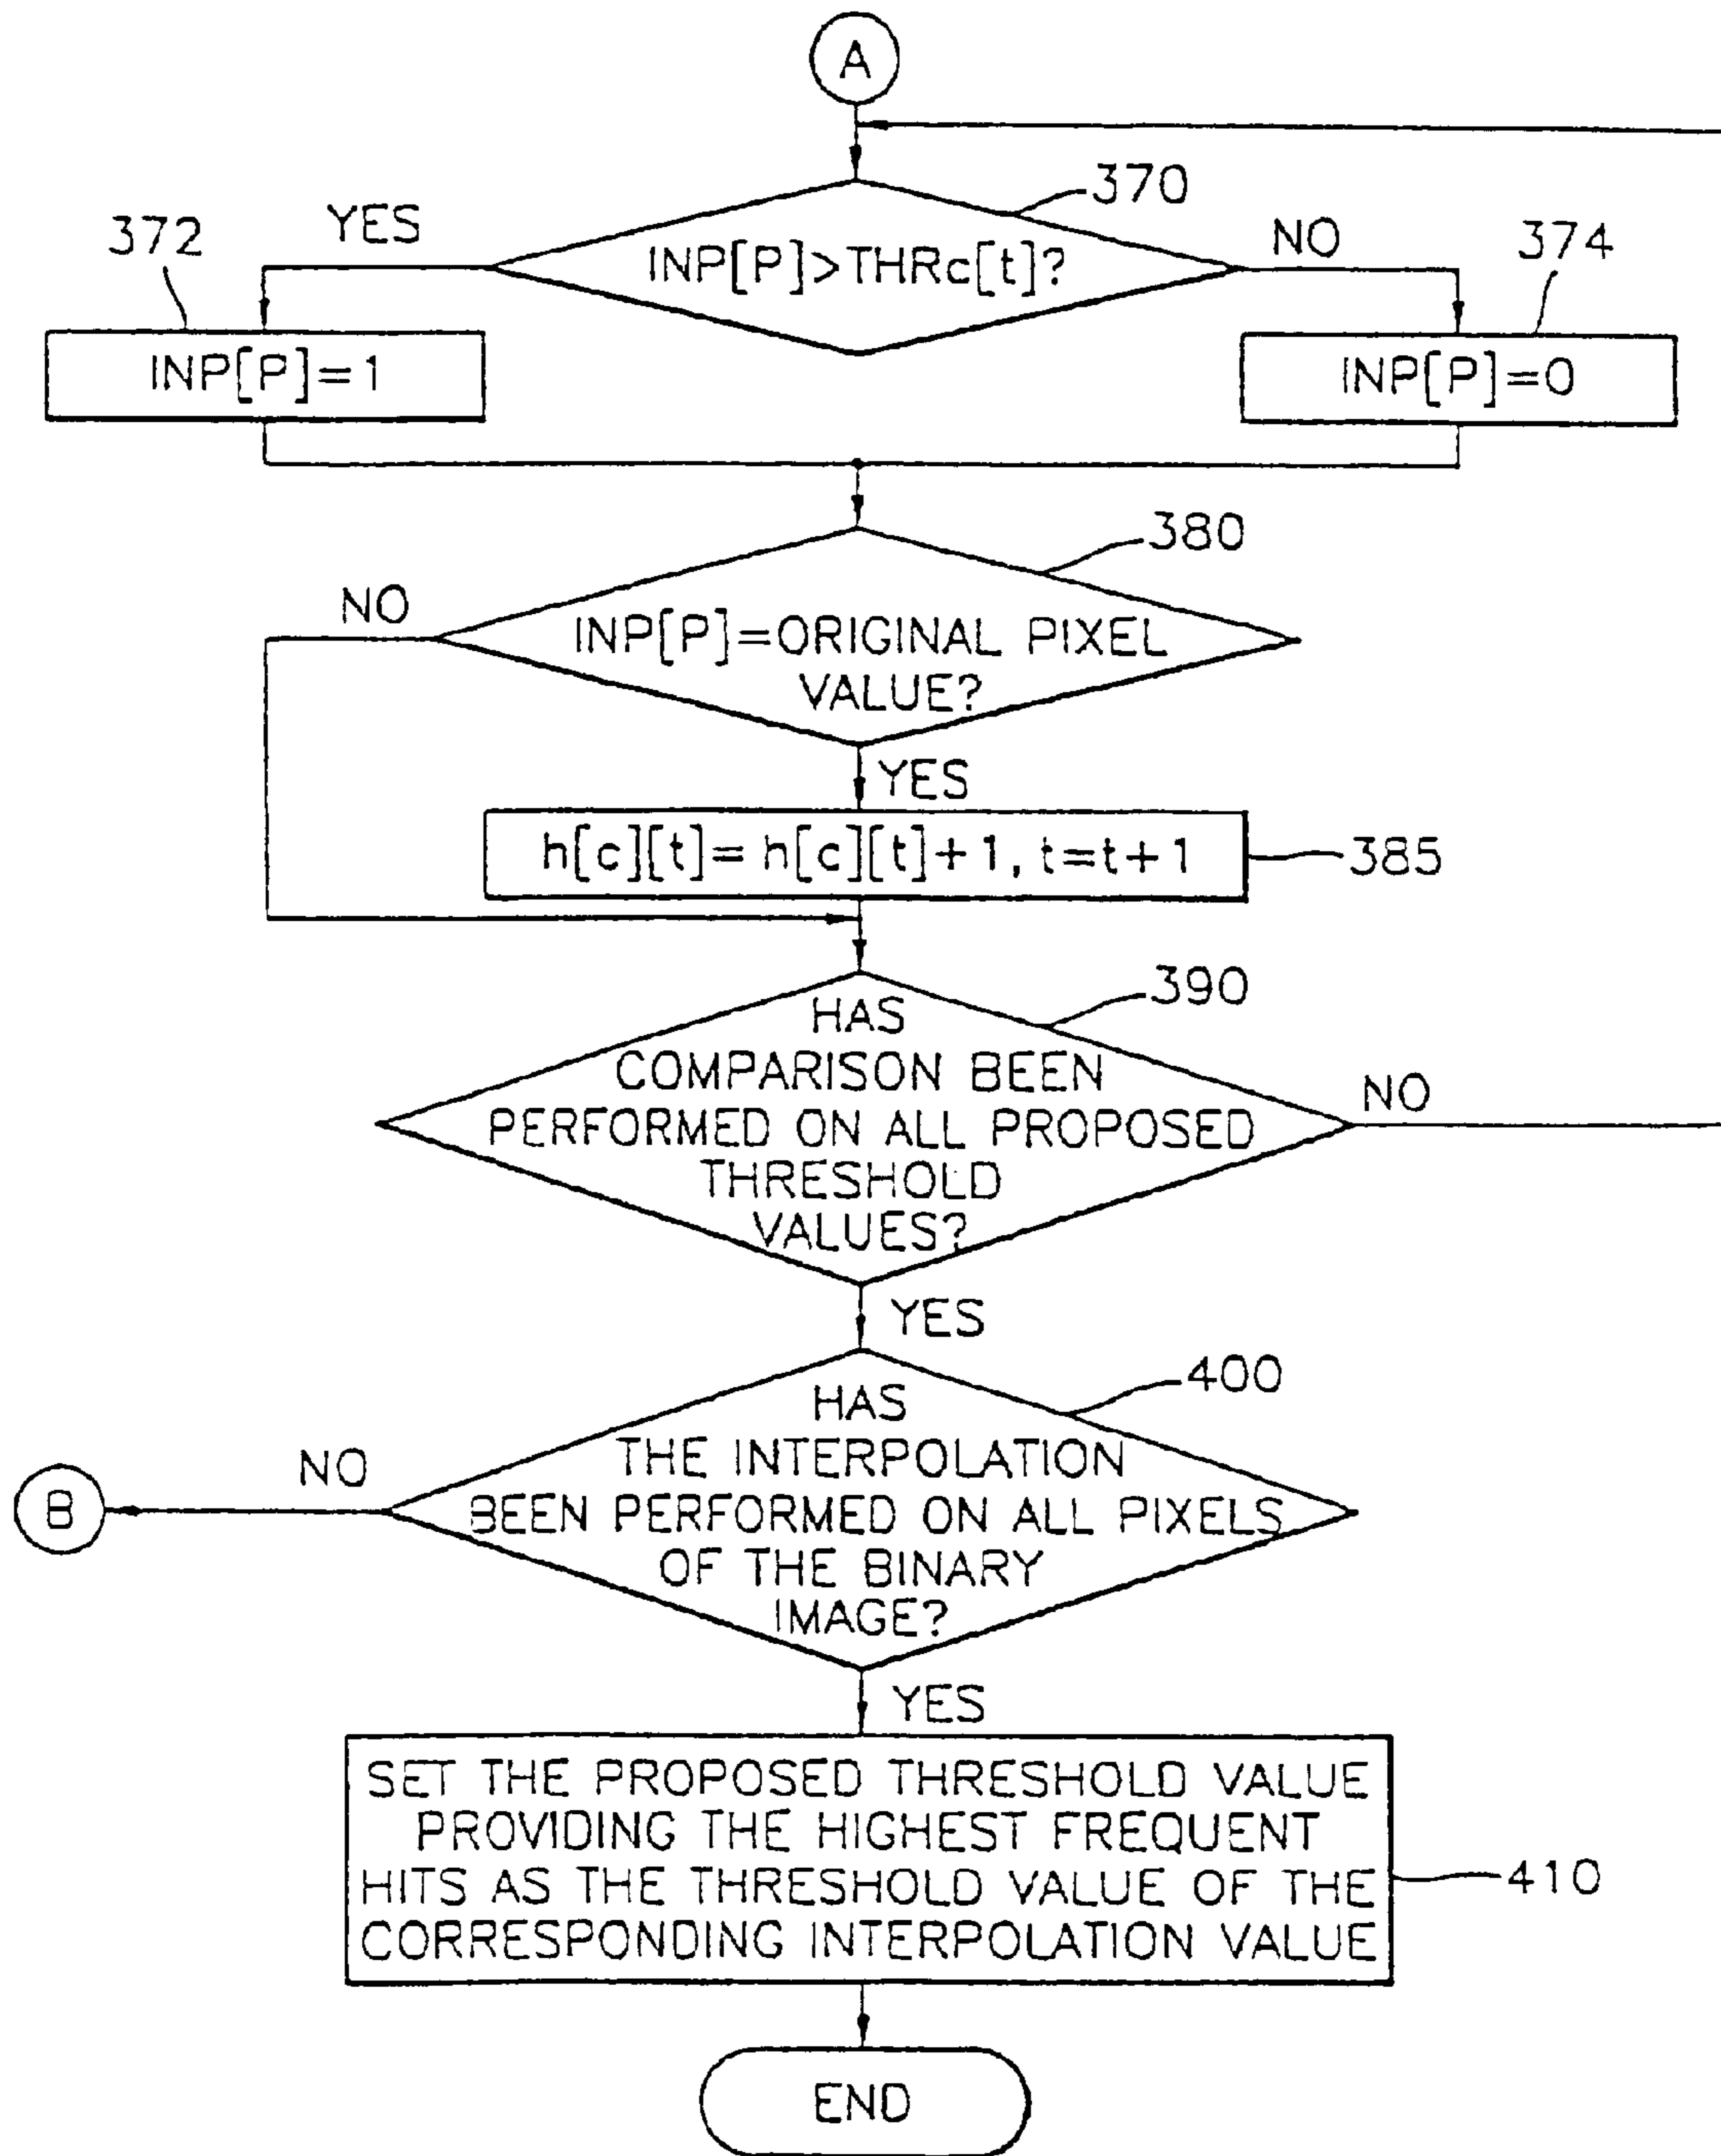 A
370
372
YES
NO
374
INP[P]>THRc[t]?
INP[P]=1
INP[P]=0
380
NO
INP[P]=ORIGINAL PIXEL
VALUE?
YES
h[c][t]= h[c][t]+1, t=t+1
385
390
HAS
COMPARISON BEEN
PERFORMED ON ALL PROPOSED
THRESHOLD
VALUES?
NO
YES
400
HAS
THE INTERPOLATION
BEEN PERFORMED ON ALL PIXELS
OF THE BINARY
IMAGE?
NO
B
YES
SET THE PROPOSED THRESHOLD VALUE
PROVIDING THE HIGHEST FREQUENT
HITS AS THE THRESHOLD VALUE OF THE
CORRESPONDING INTERPOLATION VALUE
410
END